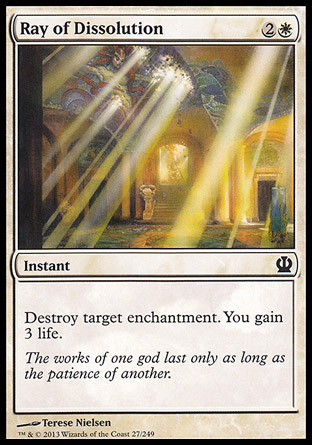 Ray of Dissolution 2
Instant
Destroy target enchantment. You gain
3 life.
The works of one god last only as long as
the patience of another.
Terese Nielsen
™ & © 2013 Wizards of the Coast 27/249